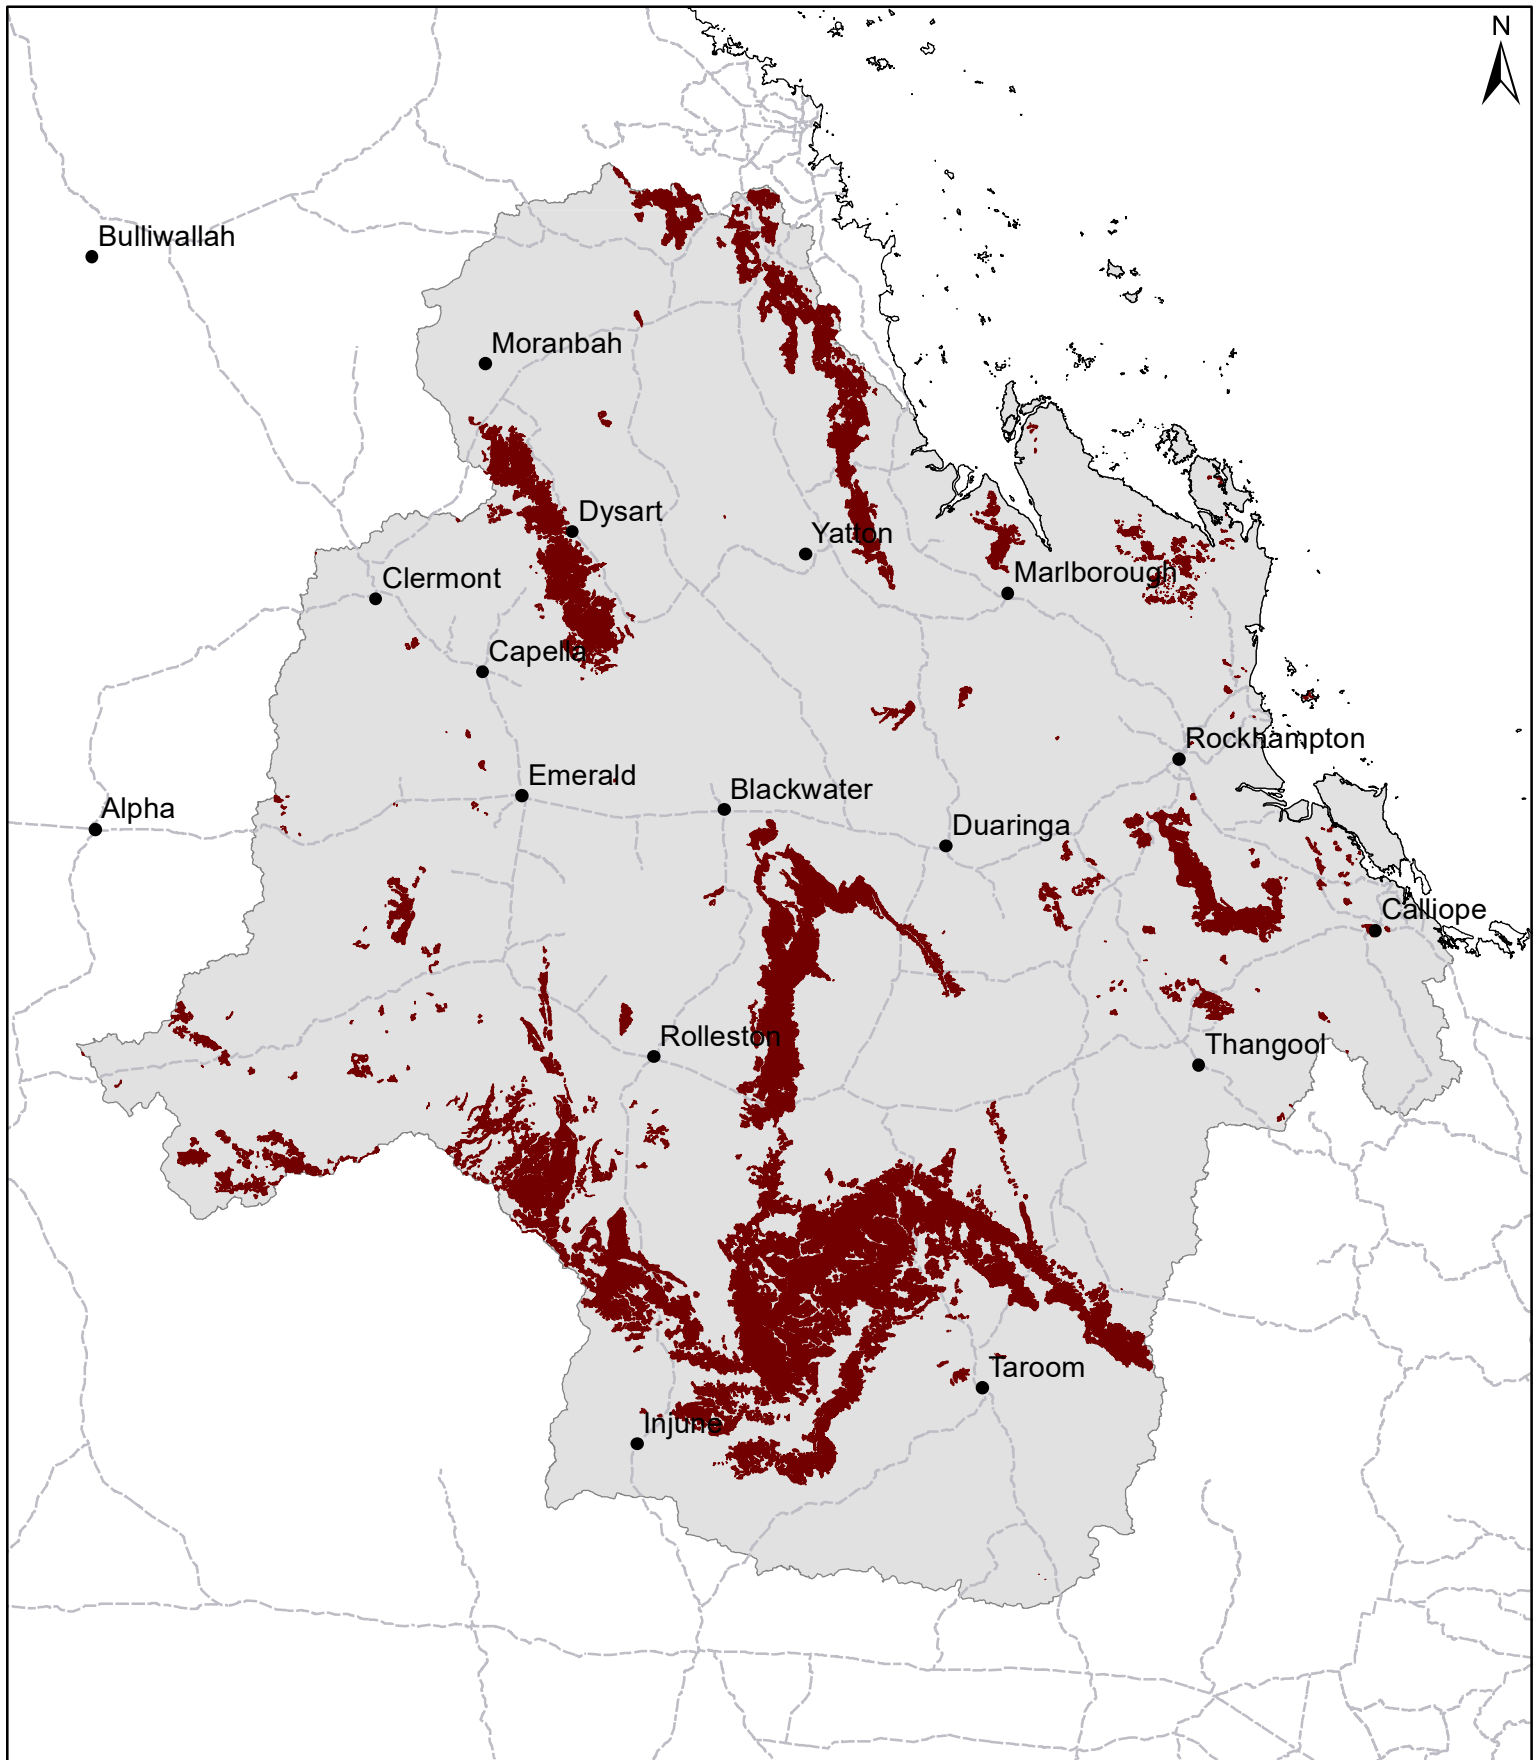 N
Bulliwallah
Moranbah
Dysart
Yatton
Clermont
Marlborough
Capella
Rockhampton
Emerald
Blackwater
Alpha
Duaringa
Calliope
Rolleston
Thangool
Taroom
Injune